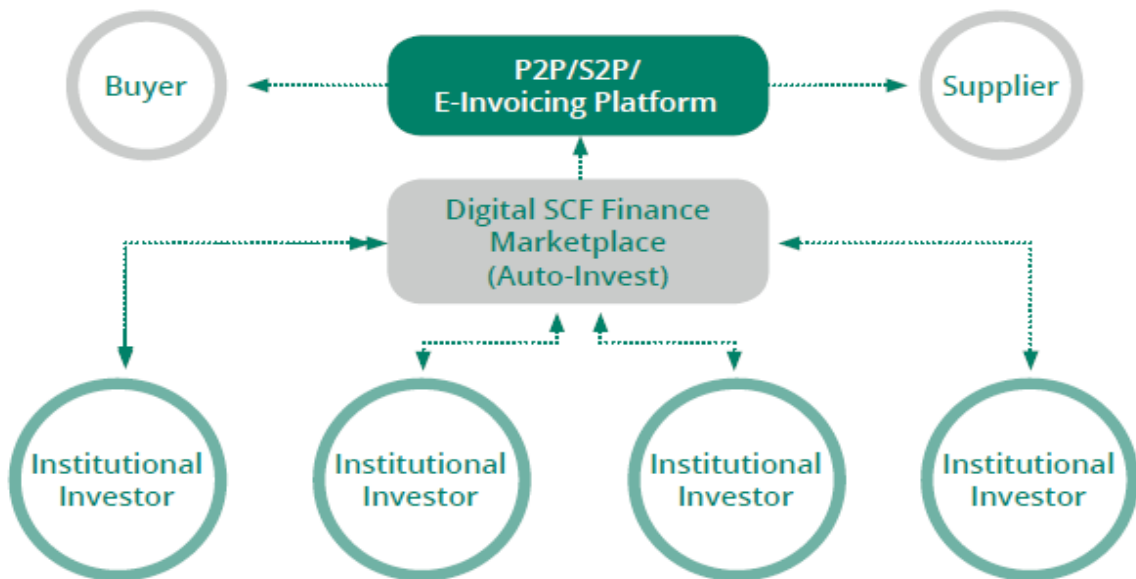 Buyer
P2P/S2P/
E-Invoicing Platform
Supplier
Digital SCF Finance
Marketplace
(Auto-Invest)
Institutional
Investor
Institutional
Investor
Institutional
Investor
Institutional
Investor